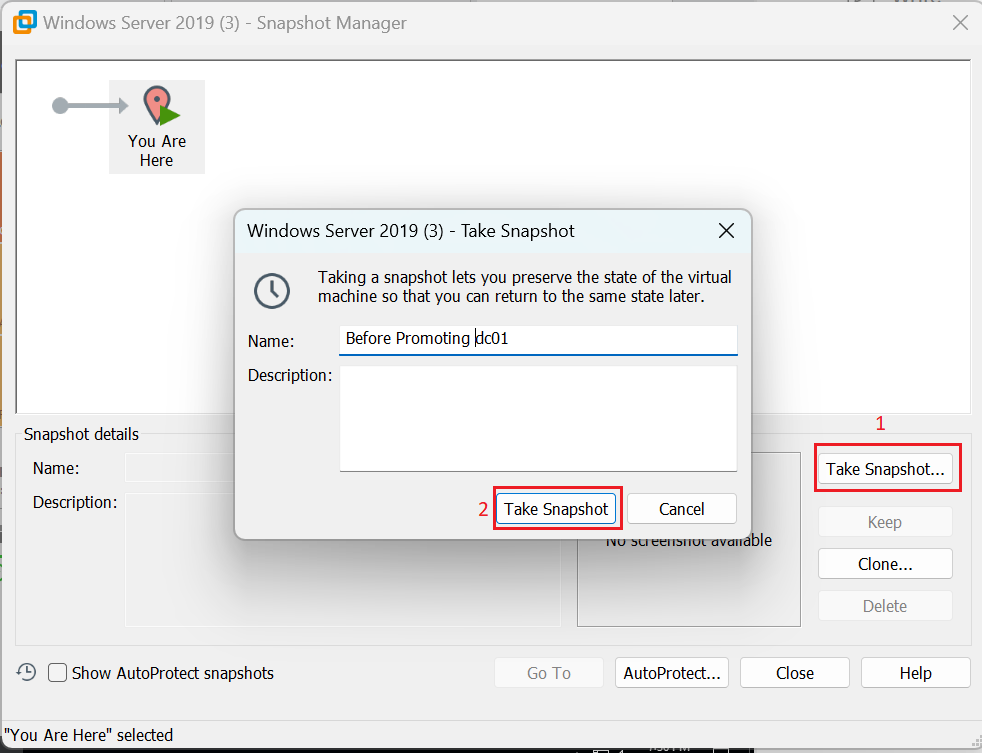 Windows Server 2019 (3) - Snapshot Manager
You Are
Here
Windows Server 2019 (3) - Take Snapshot
Taking a snapshot lets you preserve the state of the virtual
machine so that you can return to the same state later.
Name:
Before Promoting dc01
Description:
2
Take Snapshot
Cancel
Snapshot details
Name:
Description:
No screenshot available
1
Take Snapshot...
Keep
Clone...
Delete
Show AutoProtect snapshots
Go To
AutoProtect...
Close
Help
"You Are Here" selected